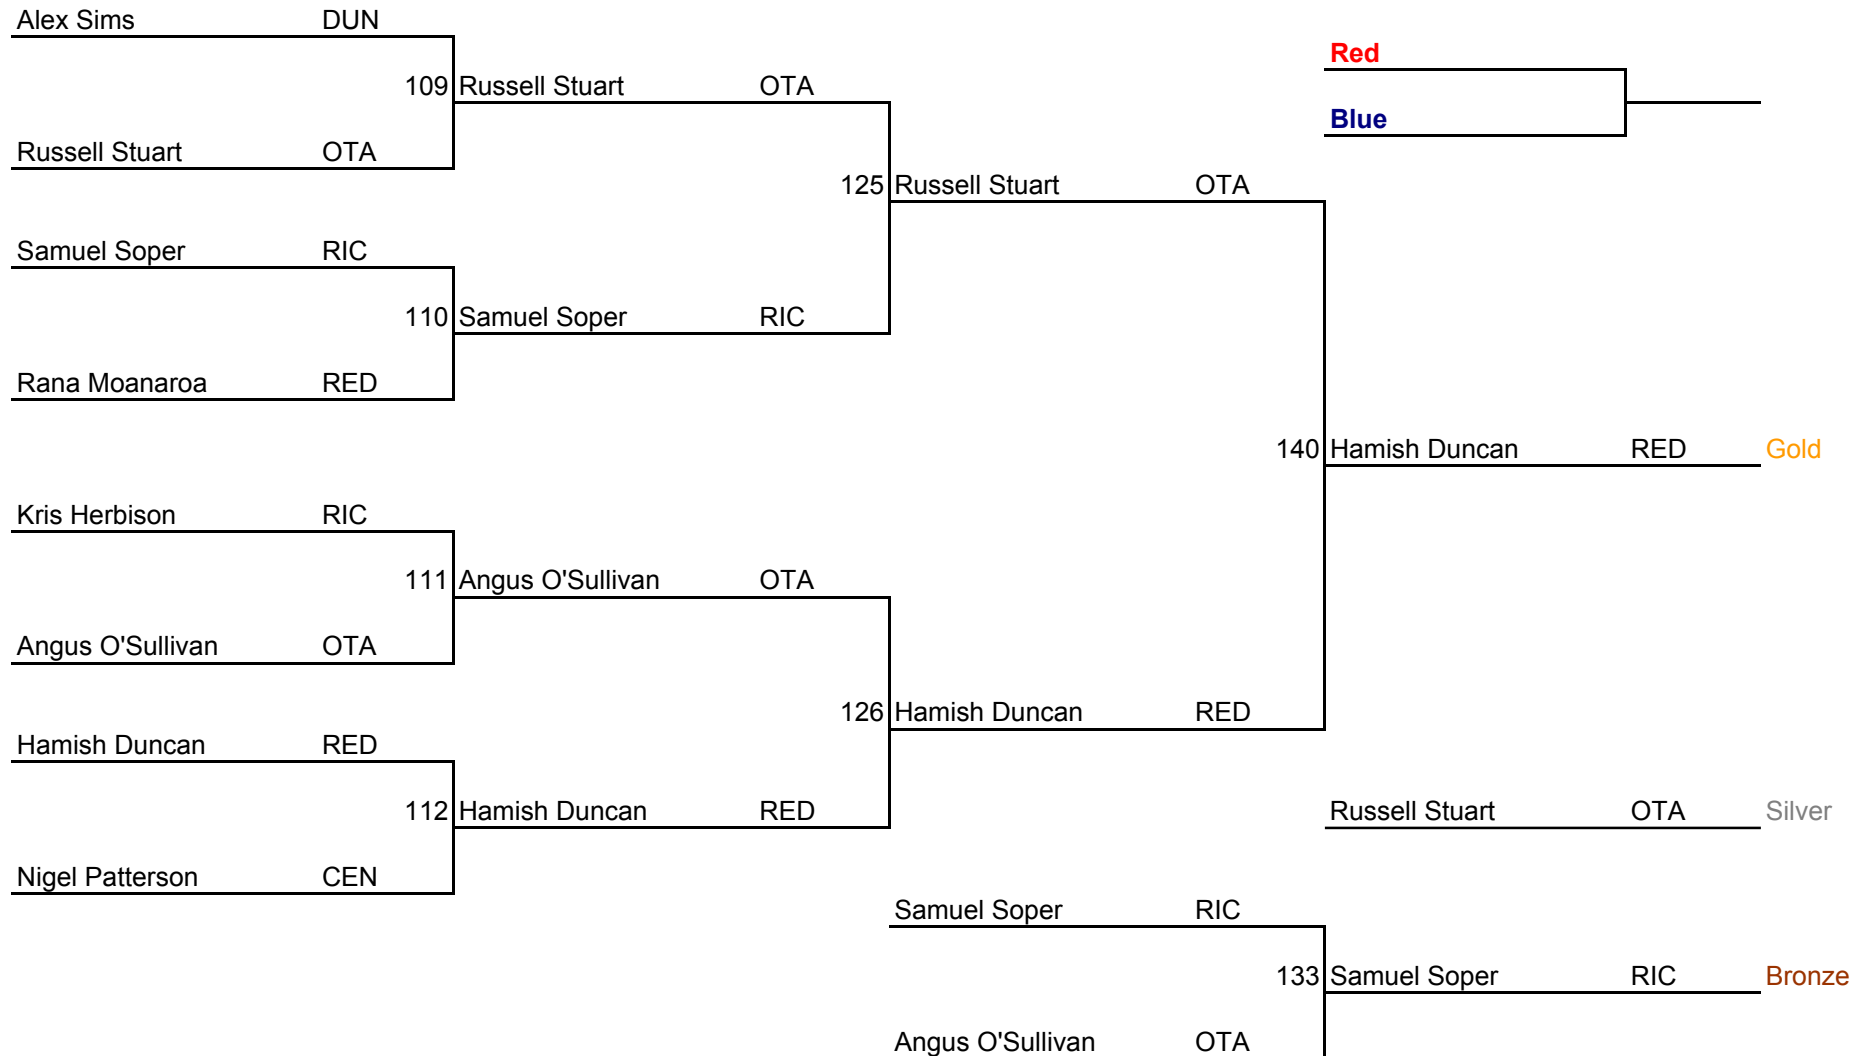 Alex Sims DUN
Red
109 Russell Stuart OTA
Blue
Russell Stuart OTA
125 Russell Stuart OTA
Samuel Soper RIC
110 Samuel Soper RIC
Rana Moanaroa RED
140 Hamish Duncan RED Gold
Kris Herbison RIC
111 Angus O'Sullivan OTA
Angus O'Sullivan OTA
126 Hamish Duncan RED
Hamish Duncan RED
112 Hamish Duncan RED
Russell Stuart OTA Silver
Nigel Patterson CEN
Samuel Soper RIC
133 Samuel Soper RIC Bronze
Angus O'Sullivan OTA